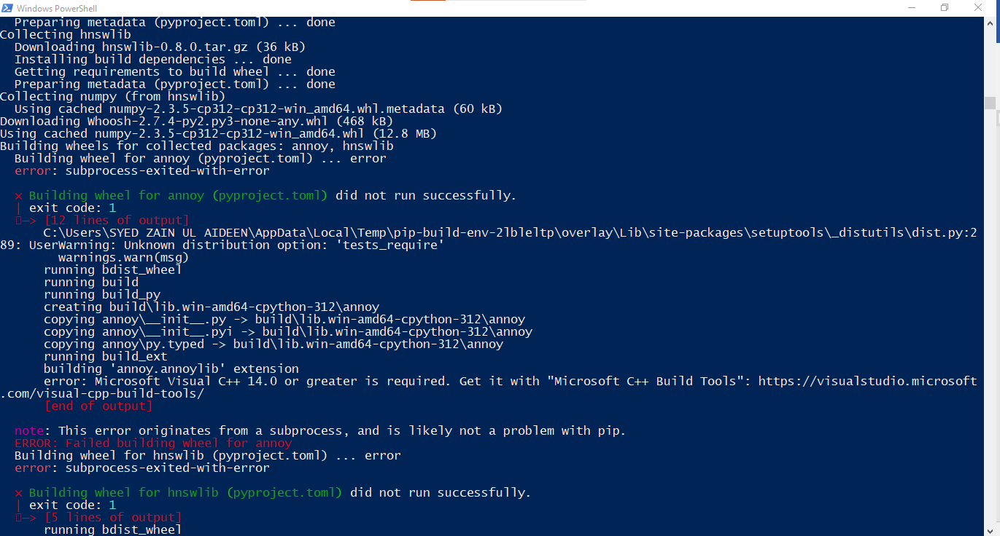 Windows PowerShell
Preparing metadata (pyproject.toml) ... done
Collecting hnswlib
Downloading hnswlib-0.8.0.tar.gz (36 kB)
Installing build dependencies ... done
Getting requirements to build wheel ... done
Preparing metadata (pyproject.toml) ... done
Collecting numpy (from hnswlib)
Using cached numpy-2.3.5-cp312-cp312-win_amd64.whl.metadata (60 kB)
Downloading Whoosh-2.7.4-py2.py3-none-any.whl (468 kB)
Using cached numpy-2.3.5-cp312-cp312-win_amd64.whl (12.8 MB)
Building wheels for collected packages: annoy, hnswlib
Building wheel for annoy (pyproject.toml) ... error
error: subprocess-exited-with-error
× Building wheel for annoy (pyproject.toml) did not run successfully.
│ exit code: 1
□─> [12 lines of output]
C:\Users\SYED ZAIN UL AIDEEN\AppData\Local\Temp\pip-build-env-2lbleltp\overlay\Lib\site-packages\setuptools\_distutils\dist.py:2
89: UserWarning: Unknown distribution option: 'tests_require'
warnings.warn(msg)
running bdist_wheel
running build
running build_py
creating build\lib.win-amd64-cpython-312\annoy
copying annoy\__init__.py -> build\lib.win-amd64-cpython-312\annoy
copying annoy\__init__.pyi -> build\lib.win-amd64-cpython-312\annoy
copying annoy\py.typed -> build\lib.win-amd64-cpython-312\annoy
running build_ext
building 'annoy.annoylib' extension
error: Microsoft Visual C++ 14.0 or greater is required. Get it with "Microsoft C++ Build Tools": https://visualstudio.microsoft
.com/visual-cpp-build-tools/
[end of output]
note: This error originates from a subprocess, and is likely not a problem with pip.
ERROR: Failed building wheel for annoy
Building wheel for hnswlib (pyproject.toml) ... error
error: subprocess-exited-with-error
× Building wheel for hnswlib (pyproject.toml) did not run successfully.
│ exit code: 1
□─> [5 lines of output]
running bdist_wheel